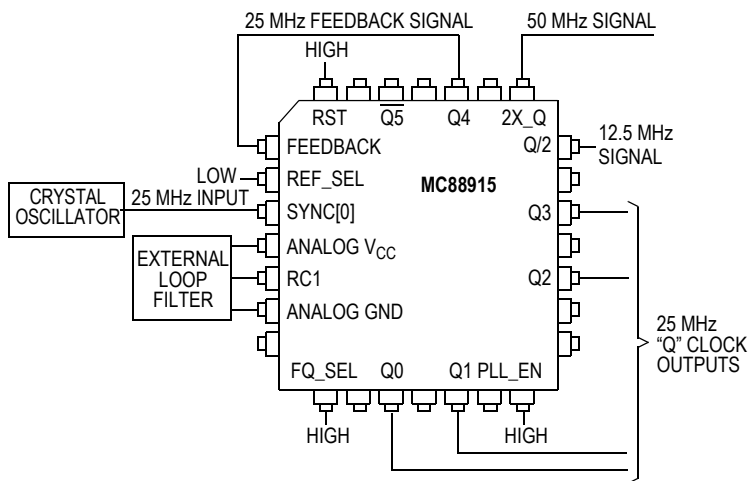 25 MHz FEEDBACK SIGNAL
50 MHz SIGNAL
HIGH
RST
Q5
Q4
2X_Q
FEEDBACK
Q/2
12.5 MHz
SIGNAL
LOW
REF_SEL
MC88915
CRYSTAL
OSCILLATOR
25 MHz INPUT
SYNC[0]
Q3
ANALOG VCC
EXTERNAL
LOOP
FILTER
RC1
Q2
ANALOG GND
25 MHz
“Q” CLOCK
OUTPUTS
FQ_SEL
Q0
Q1
PLL_EN
HIGH
HIGH